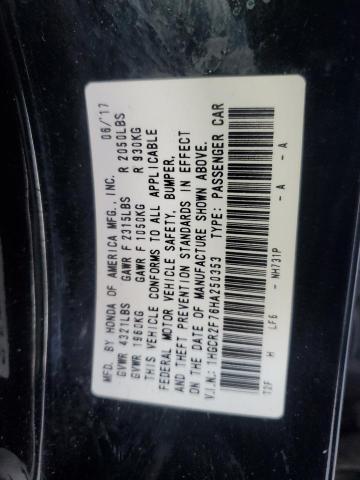 MFD. BY HONDA OF AMERICA MFG., INC. 06/'17
GVWR 4321LBS GAWR F 2315LBS R 2050LBS
GVWR 1960KG GAWR F 1050KG R 930KG
THIS VEHICLE CONFORMS TO ALL APPLICABLE
FEDERAL MOTOR VEHICLE SAFETY, BUMPER,
AND THEFT PREVENTION STANDARDS IN EFFECT
ON THE DATE OF MANUFACTURE SHOWN ABOVE.
V.I.N.: 1HGCR2F76HA250353 TYPE: PASSENGER CAR
T2F H LF6 - NH731P - A - A